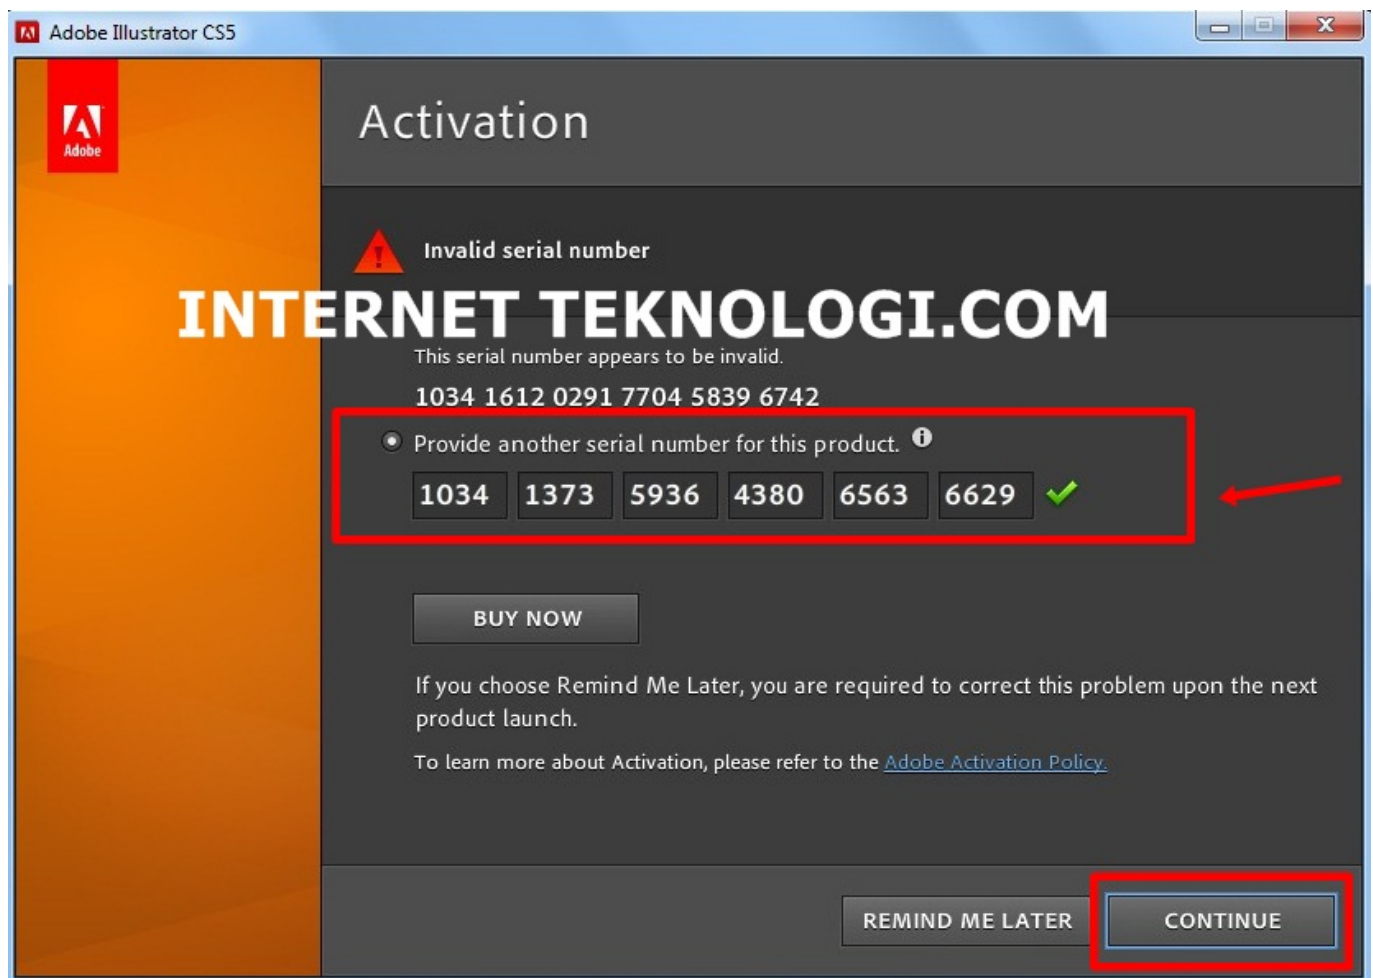 Adobe Illustrator CS5
Adobe
Activation
Invalid serial number
INTERNET TEKNOLOGI.COM
This serial number appears to be invalid.
1034 1612 0291 7704 5839 6742
Provide another serial number for this product.
1034 1373 5936 4380 6563 6629
BUY NOW
If you choose Remind Me Later, you are required to correct this problem upon the next
product launch.
To learn more about Activation, please refer to the Adobe Activation Policy.
REMIND ME LATER
CONTINUE